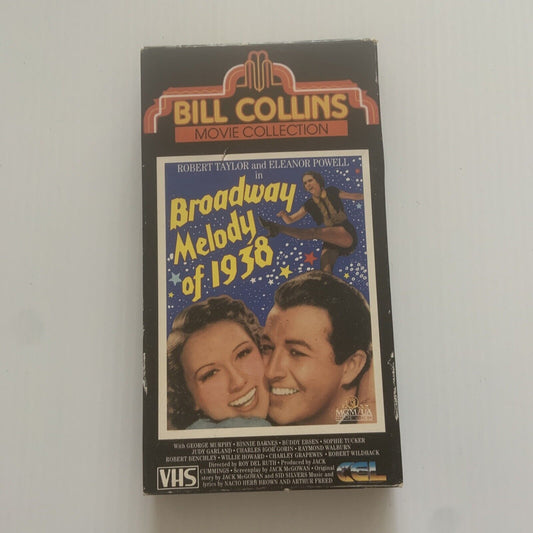 BILL COLLINS
MOVIE COLLECTION
ROBERT TAYLOR and ELEANOR POWELL
in
Broadway
Melody
of 1938
MGM/UA
With GEORGE MURPHY • BINNIE BARNES • BUDDY EBSEN • SOPHIE TUCKER
JUDY GARLAND • CHARLES IGOR GORIN • RAYMOND WALBURN
ROBERT BENCHLEY • WILLIE HOWARD • CHARLEY GRAPEWIN • ROBERT WILDHACK
Directed by ROY DEL RUTH • Produced by JACK
CUMMINGS • Screenplay by JACK McGOWAN • Original
story by JACK McGOWAN and SID SILVERS Music and
lyrics by NACIO HERB BROWN AND ARTHUR FREED
VHS
CEL